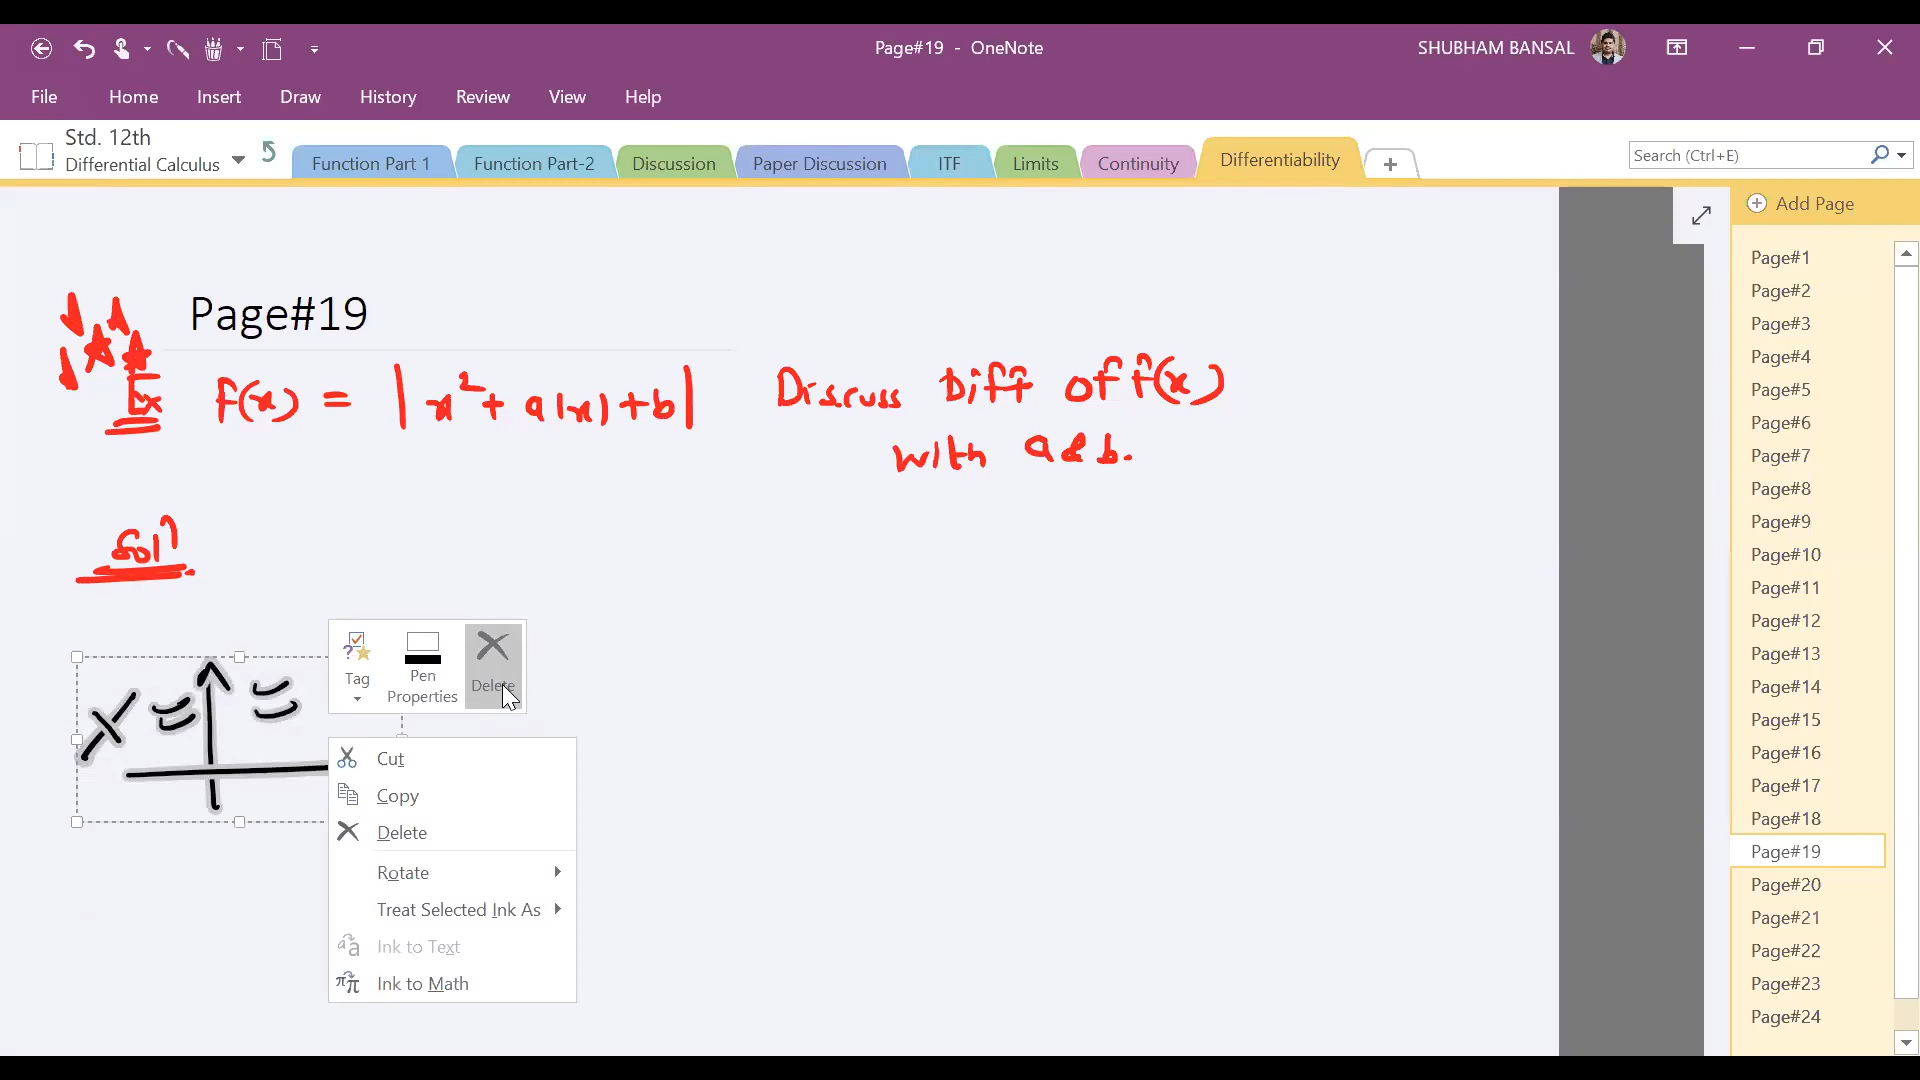 Page#19 - OneNote
SHUBHAM BANSAL
File Home Insert Draw History Review View Help
Std. 12th
Differential Calculus
Function Part 1 Function Part-2 Discussion Paper Discussion ITF Limits Continuity Differentiability
Search (Ctrl+E)
Add Page
Page#19
Ex f(x) = |x²+ a|x|+b| Discuss Diff of f(x)
with a & b.
Solⁿ
Tag
Pen Properties
Delete
Cut
Copy
Delete
Rotate
Treat Selected Ink As
Ink to Text
Ink to Math
Page#1
Page#2
Page#3
Page#4
Page#5
Page#6
Page#7
Page#8
Page#9
Page#10
Page#11
Page#12
Page#13
Page#14
Page#15
Page#16
Page#17
Page#18
Page#19
Page#20
Page#21
Page#22
Page#23
Page#24